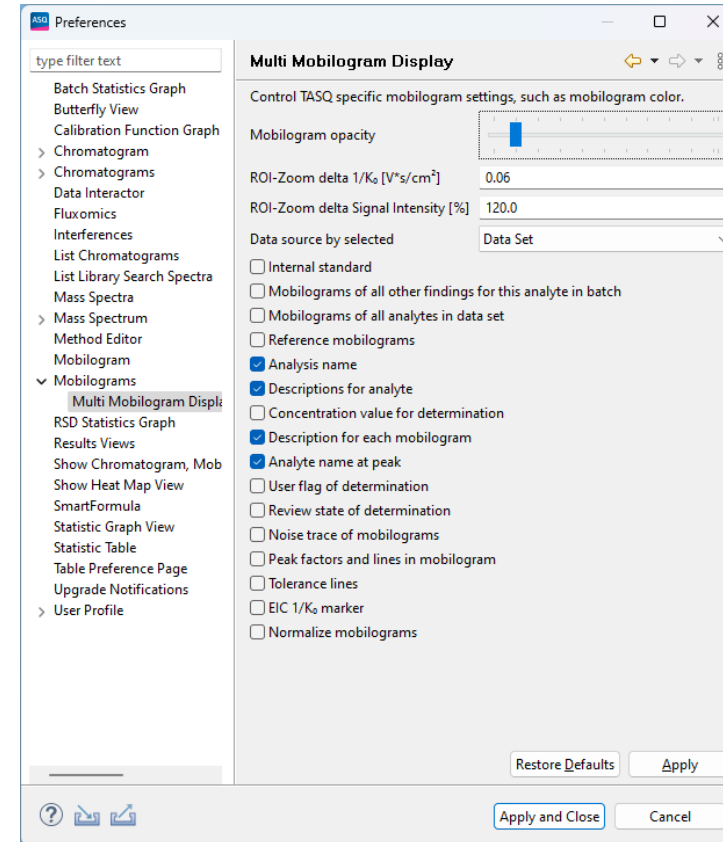 ASQ Preferences
type filter text
Batch Statistics Graph
Butterfly View
Calibration Function Graph
Chromatogram
Chromatograms
Data Interactor
Fluxomics
Interferences
List Chromatograms
List Library Search Spectra
Mass Spectra
Mass Spectrum
Method Editor
Mobilogram
Mobilograms
Multi Mobilogram Displa
RSD Statistics Graph
Results Views
Show Chromatogram, Mob
Show Heat Map View
SmartFormula
Statistic Graph View
Statistic Table
Table Preference Page
Upgrade Notifications
User Profile
Multi Mobilogram Display
Control TASQ specific mobilogram settings, such as mobilogram color.
Mobilogram opacity
ROI-Zoom delta 1/K₀ [V*s/cm²] 0.06
ROI-Zoom delta Signal Intensity [%] 120.0
Data source by selected Data Set
Internal standard
Mobilograms of all other findings for this analyte in batch
Mobilograms of all analytes in data set
Reference mobilograms
Analysis name
Descriptions for analyte
Concentration value for determination
Description for each mobilogram
Analyte name at peak
User flag of determination
Review state of determination
Noise trace of mobilograms
Peak factors and lines in mobilogram
Tolerance lines
EIC 1/K₀ marker
Normalize mobilograms
Restore Defaults Apply
Apply and Close Cancel